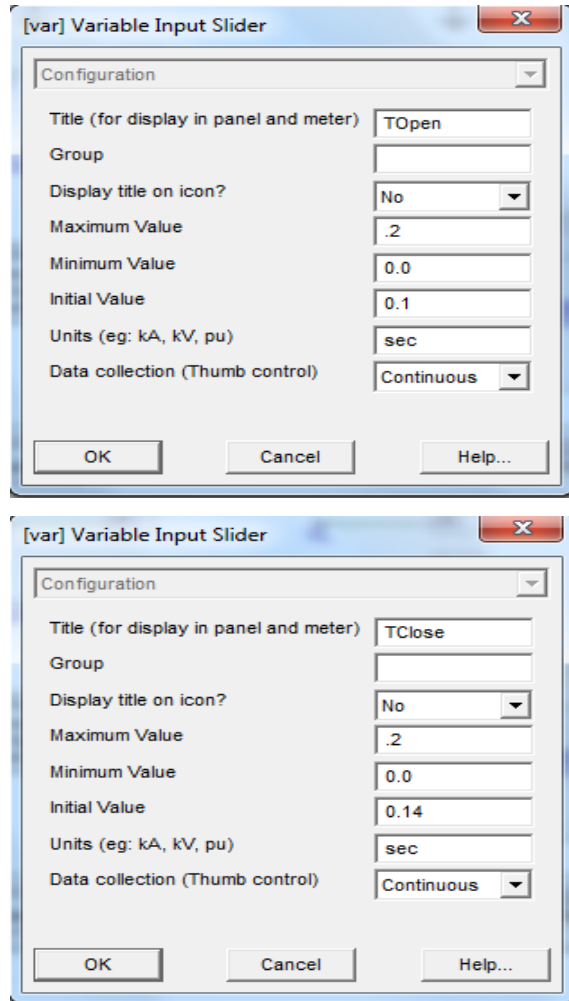 [var] Variable Input Slider
Configuration
Title (for display in panel and meter) TOpen
Group
Display title on icon? No
Maximum Value .2
Minimum Value 0.0
Initial Value 0.1
Units (eg: kA, kV, pu) sec
Data collection (Thumb control) Continuous
OK Cancel Help...
[var] Variable Input Slider
Configuration
Title (for display in panel and meter) TClose
Group
Display title on icon? No
Maximum Value .2
Minimum Value 0.0
Initial Value 0.14
Units (eg: kA, kV, pu) sec
Data collection (Thumb control) Continuous
OK Cancel Help...